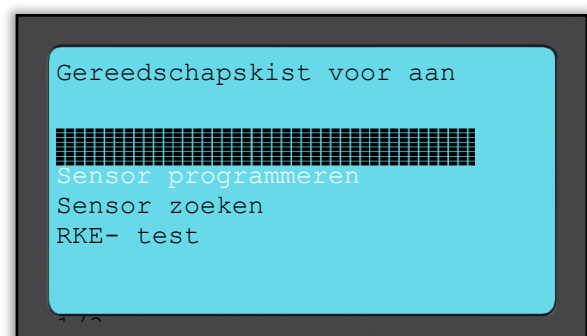 Gereedschapskist voor aan
Sensor programmeren
Sensor zoeken
RKE- test